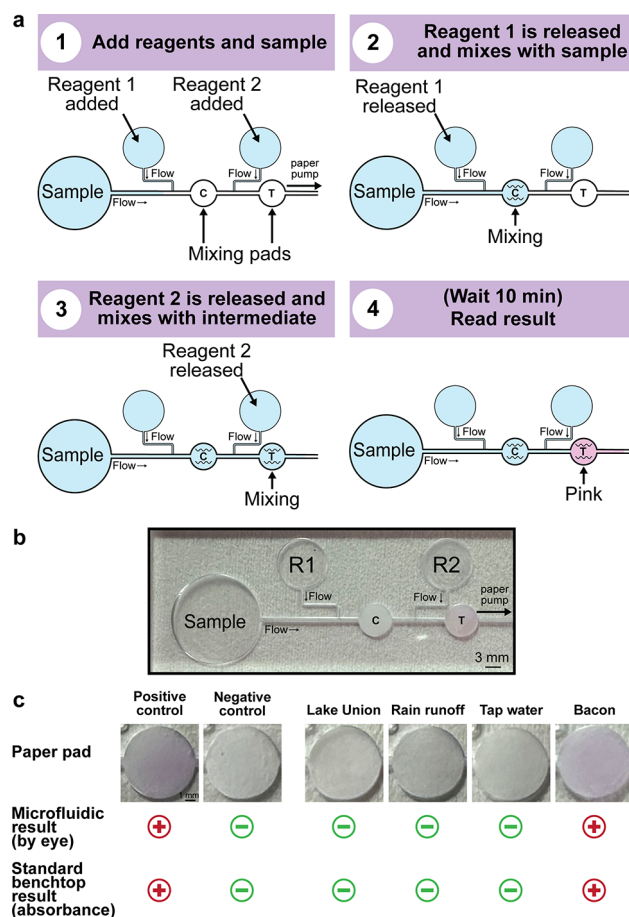 a
1
Add reagents and sample
Reagent 1
added
Reagent 2
added
Sample
Flow→
↓Flow
C
Flow↓
T
paper
pump
Mixing pads
2
Reagent 1 is released
and mixes with sample
Reagent 1
released
Sample
Flow→
↓Flow
C
Flow↓
T
Mixing
3
Reagent 2 is released and
mixes with intermediate
Reagent 2
released
Sample
Flow→
↓Flow
C
Flow↓
T
Mixing
4
(Wait 10 min)
Read result
Sample
Flow→
↓Flow
C
Flow↓
T
Pink
b
R1
R2
Sample
Flow→
↓Flow
C
Flow↓
T
paper
pump
3 mm
c
Positive
control
Negative
control
Lake Union
Rain runoff
Tap water
Bacon
Paper pad
1 mm
Microfluidic
result
(by eye)
+ − − − − +
Standard
benchtop
result
(absorbance)
+ − − − − +